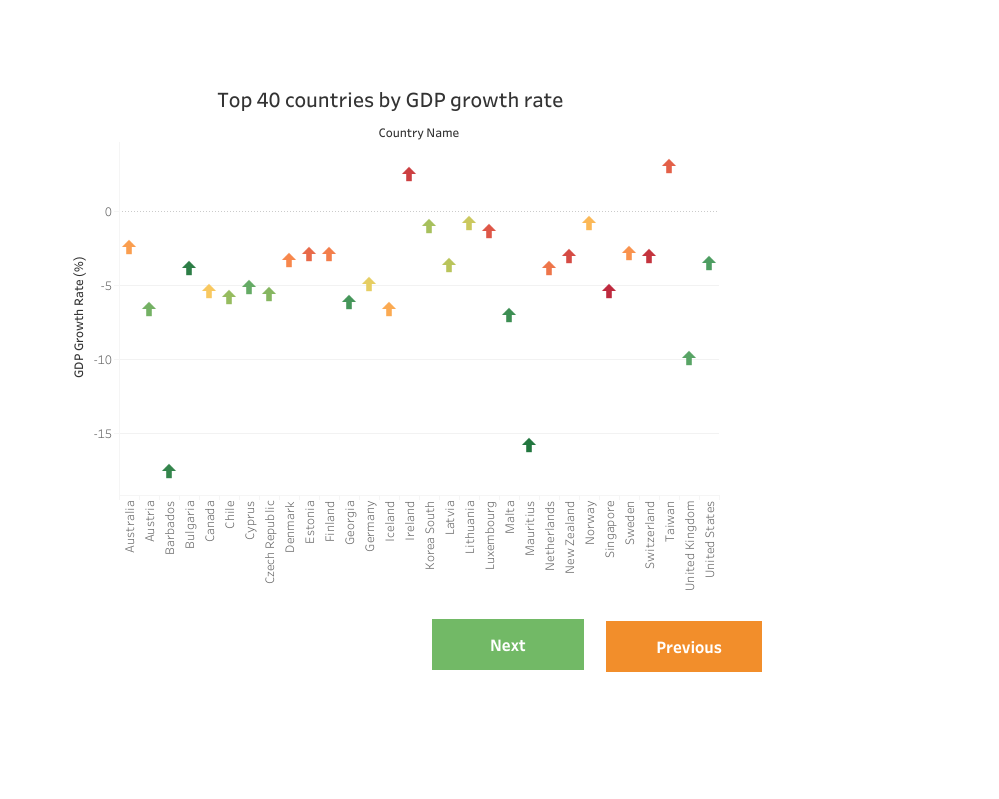 Top 40 countries by GDP growth rate
Country Name
GDP Growth Rate (%)
0
-5
-10
-15
Australia
Austria
Barbados
Bulgaria
Canada
Chile
Cyprus
Czech Republic
Denmark
Estonia
Finland
Georgia
Germany
Iceland
Ireland
Korea South
Latvia
Lithuania
Luxembourg
Malta
Mauritius
Netherlands
New Zealand
Norway
Singapore
Sweden
Switzerland
Taiwan
United Kingdom
United States
Next
Previous